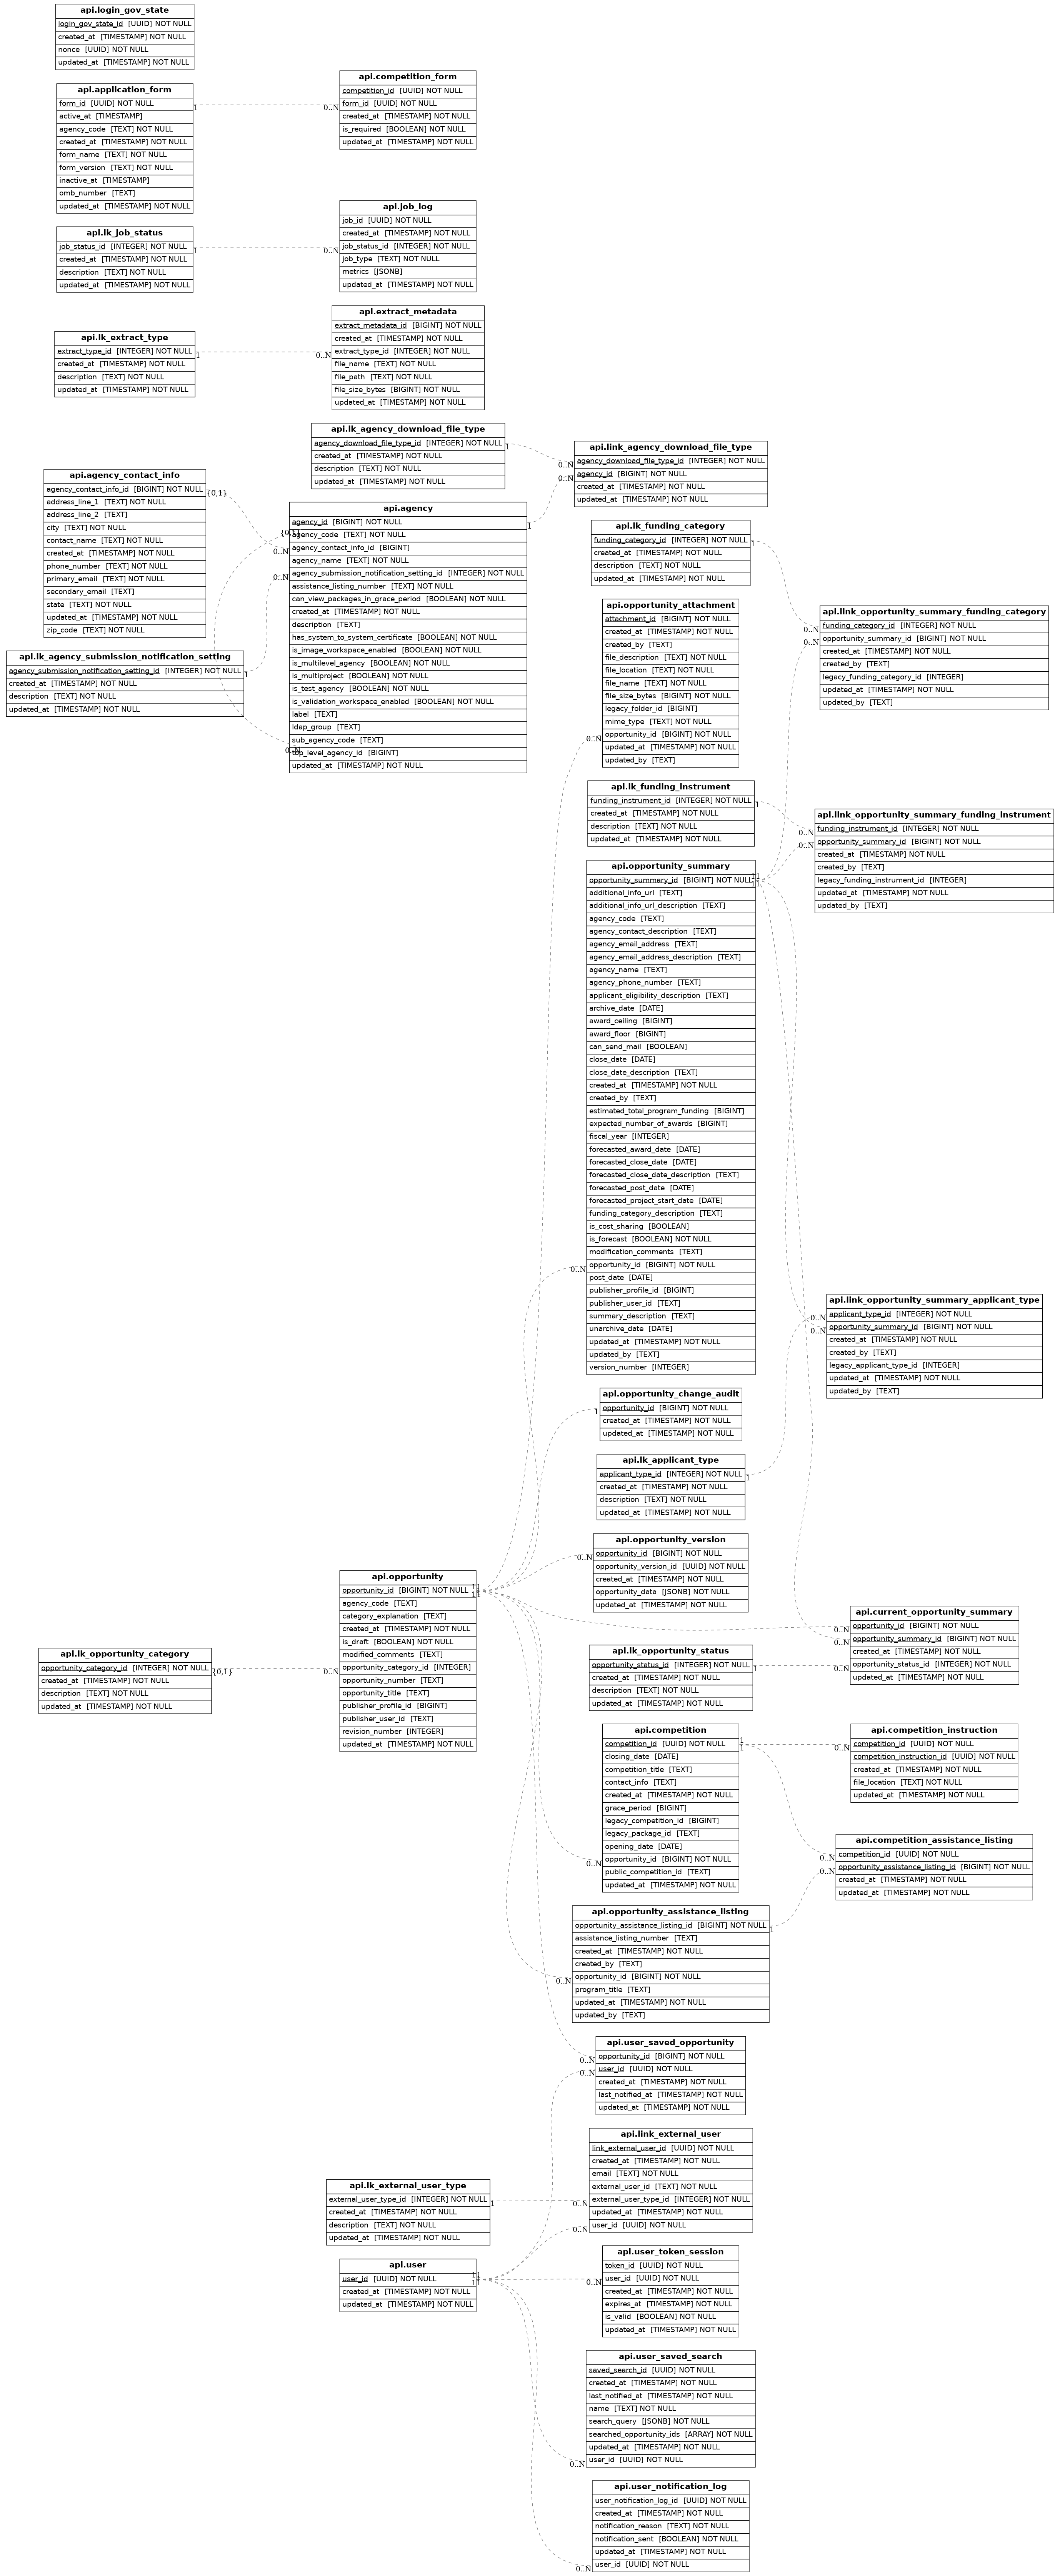 api.login_gov_state
login_gov_state_id [UUID] NOT NULL
created_at [TIMESTAMP] NOT NULL
nonce [UUID] NOT NULL
updated_at [TIMESTAMP] NOT NULL
api.application_form
form_id [UUID] NOT NULL
active_at [TIMESTAMP]
agency_code [TEXT] NOT NULL
created_at [TIMESTAMP] NOT NULL
form_name [TEXT] NOT NULL
form_version [TEXT] NOT NULL
inactive_at [TIMESTAMP]
omb_number [TEXT]
updated_at [TIMESTAMP] NOT NULL
1
0..N
api.competition_form
competition_id [UUID] NOT NULL
form_id [UUID] NOT NULL
created_at [TIMESTAMP] NOT NULL
is_required [BOOLEAN] NOT NULL
updated_at [TIMESTAMP] NOT NULL
api.lk_job_status
job_status_id [INTEGER] NOT NULL
created_at [TIMESTAMP] NOT NULL
description [TEXT] NOT NULL
updated_at [TIMESTAMP] NOT NULL
1
0..N
api.job_log
job_id [UUID] NOT NULL
created_at [TIMESTAMP] NOT NULL
job_status_id [INTEGER] NOT NULL
job_type [TEXT] NOT NULL
metrics [JSONB]
updated_at [TIMESTAMP] NOT NULL
api.lk_extract_type
extract_type_id [INTEGER] NOT NULL
created_at [TIMESTAMP] NOT NULL
description [TEXT] NOT NULL
updated_at [TIMESTAMP] NOT NULL
1
0..N
api.extract_metadata
extract_metadata_id [BIGINT] NOT NULL
created_at [TIMESTAMP] NOT NULL
extract_type_id [INTEGER] NOT NULL
file_name [TEXT] NOT NULL
file_path [TEXT] NOT NULL
file_size_bytes [BIGINT] NOT NULL
updated_at [TIMESTAMP] NOT NULL
api.lk_agency_download_file_type
agency_download_file_type_id [INTEGER] NOT NULL
created_at [TIMESTAMP] NOT NULL
description [TEXT] NOT NULL
updated_at [TIMESTAMP] NOT NULL
1
0..N
0..N
api.link_agency_download_file_type
agency_download_file_type_id [INTEGER] NOT NULL
agency_id [BIGINT] NOT NULL
created_at [TIMESTAMP] NOT NULL
updated_at [TIMESTAMP] NOT NULL
api.agency_contact_info
agency_contact_info_id [BIGINT] NOT NULL
address_line_1 [TEXT] NOT NULL
address_line_2 [TEXT]
city [TEXT] NOT NULL
contact_name [TEXT] NOT NULL
created_at [TIMESTAMP] NOT NULL
phone_number [TEXT] NOT NULL
primary_email [TEXT] NOT NULL
secondary_email [TEXT]
state [TEXT] NOT NULL
updated_at [TIMESTAMP] NOT NULL
zip_code [TEXT] NOT NULL
{0,1}
0..N
api.lk_agency_submission_notification_setting
agency_submission_notification_setting_id [INTEGER] NOT NULL
created_at [TIMESTAMP] NOT NULL
description [TEXT] NOT NULL
updated_at [TIMESTAMP] NOT NULL
1
0..N
api.agency
agency_id [BIGINT] NOT NULL
agency_code [TEXT] NOT NULL
agency_contact_info_id [BIGINT]
agency_name [TEXT] NOT NULL
agency_submission_notification_setting_id [INTEGER] NOT NULL
assistance_listing_number [TEXT] NOT NULL
can_view_packages_in_grace_period [BOOLEAN] NOT NULL
created_at [TIMESTAMP] NOT NULL
description [TEXT]
has_system_to_system_certificate [BOOLEAN] NOT NULL
is_image_workspace_enabled [BOOLEAN] NOT NULL
is_multilevel_agency [BOOLEAN] NOT NULL
is_multiproject [BOOLEAN] NOT NULL
is_test_agency [BOOLEAN] NOT NULL
is_validation_workspace_enabled [BOOLEAN] NOT NULL
label [TEXT]
ldap_group [TEXT]
sub_agency_code [TEXT]
top_level_agency_id [BIGINT]
updated_at [TIMESTAMP] NOT NULL
{0,1}
0..N
1
api.lk_funding_category
funding_category_id [INTEGER] NOT NULL
created_at [TIMESTAMP] NOT NULL
description [TEXT] NOT NULL
updated_at [TIMESTAMP] NOT NULL
1
0..N
0..N
api.link_opportunity_summary_funding_category
funding_category_id [INTEGER] NOT NULL
opportunity_summary_id [BIGINT] NOT NULL
created_at [TIMESTAMP] NOT NULL
created_by [TEXT]
legacy_funding_category_id [INTEGER]
updated_at [TIMESTAMP] NOT NULL
updated_by [TEXT]
api.opportunity_attachment
attachment_id [BIGINT] NOT NULL
created_at [TIMESTAMP] NOT NULL
created_by [TEXT]
file_description [TEXT] NOT NULL
file_location [TEXT] NOT NULL
file_name [TEXT] NOT NULL
file_size_bytes [BIGINT] NOT NULL
legacy_folder_id [BIGINT]
mime_type [TEXT] NOT NULL
opportunity_id [BIGINT] NOT NULL
updated_at [TIMESTAMP] NOT NULL
updated_by [TEXT]
0..N
api.lk_funding_instrument
funding_instrument_id [INTEGER] NOT NULL
created_at [TIMESTAMP] NOT NULL
description [TEXT] NOT NULL
updated_at [TIMESTAMP] NOT NULL
1
0..N
0..N
api.link_opportunity_summary_funding_instrument
funding_instrument_id [INTEGER] NOT NULL
opportunity_summary_id [BIGINT] NOT NULL
created_at [TIMESTAMP] NOT NULL
created_by [TEXT]
legacy_funding_instrument_id [INTEGER]
updated_at [TIMESTAMP] NOT NULL
updated_by [TEXT]
api.opportunity_summary
opportunity_summary_id [BIGINT] NOT NULL
additional_info_url [TEXT]
additional_info_url_description [TEXT]
agency_code [TEXT]
agency_contact_description [TEXT]
agency_email_address [TEXT]
agency_email_address_description [TEXT]
agency_name [TEXT]
agency_phone_number [TEXT]
applicant_eligibility_description [TEXT]
archive_date [DATE]
award_ceiling [BIGINT]
award_floor [BIGINT]
can_send_mail [BOOLEAN]
close_date [DATE]
close_date_description [TEXT]
created_at [TIMESTAMP] NOT NULL
created_by [TEXT]
estimated_total_program_funding [BIGINT]
expected_number_of_awards [BIGINT]
fiscal_year [INTEGER]
forecasted_award_date [DATE]
forecasted_close_date [DATE]
forecasted_close_date_description [TEXT]
forecasted_post_date [DATE]
forecasted_project_start_date [DATE]
funding_category_description [TEXT]
is_cost_sharing [BOOLEAN]
is_forecast [BOOLEAN] NOT NULL
modification_comments [TEXT]
opportunity_id [BIGINT] NOT NULL
post_date [DATE]
publisher_profile_id [BIGINT]
publisher_user_id [TEXT]
summary_description [TEXT]
unarchive_date [DATE]
updated_at [TIMESTAMP] NOT NULL
updated_by [TEXT]
version_number [INTEGER]
11
11
0..N
api.link_opportunity_summary_applicant_type
applicant_type_id [INTEGER] NOT NULL
opportunity_summary_id [BIGINT] NOT NULL
created_at [TIMESTAMP] NOT NULL
created_by [TEXT]
legacy_applicant_type_id [INTEGER]
updated_at [TIMESTAMP] NOT NULL
updated_by [TEXT]
0..N
0..N
api.opportunity_change_audit
opportunity_id [BIGINT] NOT NULL
created_at [TIMESTAMP] NOT NULL
updated_at [TIMESTAMP] NOT NULL
1
api.lk_applicant_type
applicant_type_id [INTEGER] NOT NULL
created_at [TIMESTAMP] NOT NULL
description [TEXT] NOT NULL
updated_at [TIMESTAMP] NOT NULL
1
api.opportunity_version
opportunity_id [BIGINT] NOT NULL
opportunity_version_id [UUID] NOT NULL
created_at [TIMESTAMP] NOT NULL
opportunity_data [JSONB] NOT NULL
updated_at [TIMESTAMP] NOT NULL
0..N
api.lk_opportunity_category
opportunity_category_id [INTEGER] NOT NULL
created_at [TIMESTAMP] NOT NULL
description [TEXT] NOT NULL
updated_at [TIMESTAMP] NOT NULL
{0,1}
0..N
api.opportunity
opportunity_id [BIGINT] NOT NULL
agency_code [TEXT]
category_explanation [TEXT]
created_at [TIMESTAMP] NOT NULL
is_draft [BOOLEAN] NOT NULL
modified_comments [TEXT]
opportunity_category_id [INTEGER]
opportunity_number [TEXT]
opportunity_title [TEXT]
publisher_profile_id [BIGINT]
publisher_user_id [TEXT]
revision_number [INTEGER]
updated_at [TIMESTAMP] NOT NULL
11
11
api.current_opportunity_summary
opportunity_id [BIGINT] NOT NULL
opportunity_summary_id [BIGINT] NOT NULL
created_at [TIMESTAMP] NOT NULL
opportunity_status_id [INTEGER] NOT NULL
updated_at [TIMESTAMP] NOT NULL
0..N
0..N
0..N
api.lk_opportunity_status
opportunity_status_id [INTEGER] NOT NULL
created_at [TIMESTAMP] NOT NULL
description [TEXT] NOT NULL
updated_at [TIMESTAMP] NOT NULL
1
api.competition
competition_id [UUID] NOT NULL
closing_date [DATE]
competition_title [TEXT]
contact_info [TEXT]
created_at [TIMESTAMP] NOT NULL
grace_period [BIGINT]
legacy_competition_id [BIGINT]
legacy_package_id [TEXT]
opening_date [DATE]
opportunity_id [BIGINT] NOT NULL
public_competition_id [TEXT]
updated_at [TIMESTAMP] NOT NULL
1
1
0..N
api.competition_instruction
competition_id [UUID] NOT NULL
competition_instruction_id [UUID] NOT NULL
created_at [TIMESTAMP] NOT NULL
file_location [TEXT] NOT NULL
updated_at [TIMESTAMP] NOT NULL
0..N
api.competition_assistance_listing
competition_id [UUID] NOT NULL
opportunity_assistance_listing_id [BIGINT] NOT NULL
created_at [TIMESTAMP] NOT NULL
updated_at [TIMESTAMP] NOT NULL
0..N
0..N
api.opportunity_assistance_listing
opportunity_assistance_listing_id [BIGINT] NOT NULL
assistance_listing_number [TEXT]
created_at [TIMESTAMP] NOT NULL
created_by [TEXT]
opportunity_id [BIGINT] NOT NULL
program_title [TEXT]
updated_at [TIMESTAMP] NOT NULL
updated_by [TEXT]
1
0..N
api.user_saved_opportunity
opportunity_id [BIGINT] NOT NULL
user_id [UUID] NOT NULL
created_at [TIMESTAMP] NOT NULL
last_notified_at [TIMESTAMP] NOT NULL
updated_at [TIMESTAMP] NOT NULL
0..N
0..N
api.link_external_user
link_external_user_id [UUID] NOT NULL
created_at [TIMESTAMP] NOT NULL
email [TEXT] NOT NULL
external_user_id [TEXT] NOT NULL
external_user_type_id [INTEGER] NOT NULL
updated_at [TIMESTAMP] NOT NULL
user_id [UUID] NOT NULL
0..N
0..N
api.lk_external_user_type
external_user_type_id [INTEGER] NOT NULL
created_at [TIMESTAMP] NOT NULL
description [TEXT] NOT NULL
updated_at [TIMESTAMP] NOT NULL
1
api.user
user_id [UUID] NOT NULL
created_at [TIMESTAMP] NOT NULL
updated_at [TIMESTAMP] NOT NULL
11
11
api.user_token_session
token_id [UUID] NOT NULL
user_id [UUID] NOT NULL
created_at [TIMESTAMP] NOT NULL
expires_at [TIMESTAMP] NOT NULL
is_valid [BOOLEAN] NOT NULL
updated_at [TIMESTAMP] NOT NULL
0..N
api.user_saved_search
saved_search_id [UUID] NOT NULL
created_at [TIMESTAMP] NOT NULL
last_notified_at [TIMESTAMP] NOT NULL
name [TEXT] NOT NULL
search_query [JSONB] NOT NULL
searched_opportunity_ids [ARRAY] NOT NULL
updated_at [TIMESTAMP] NOT NULL
user_id [UUID] NOT NULL
0..N
api.user_notification_log
user_notification_log_id [UUID] NOT NULL
created_at [TIMESTAMP] NOT NULL
notification_reason [TEXT] NOT NULL
notification_sent [BOOLEAN] NOT NULL
updated_at [TIMESTAMP] NOT NULL
user_id [UUID] NOT NULL
0..N